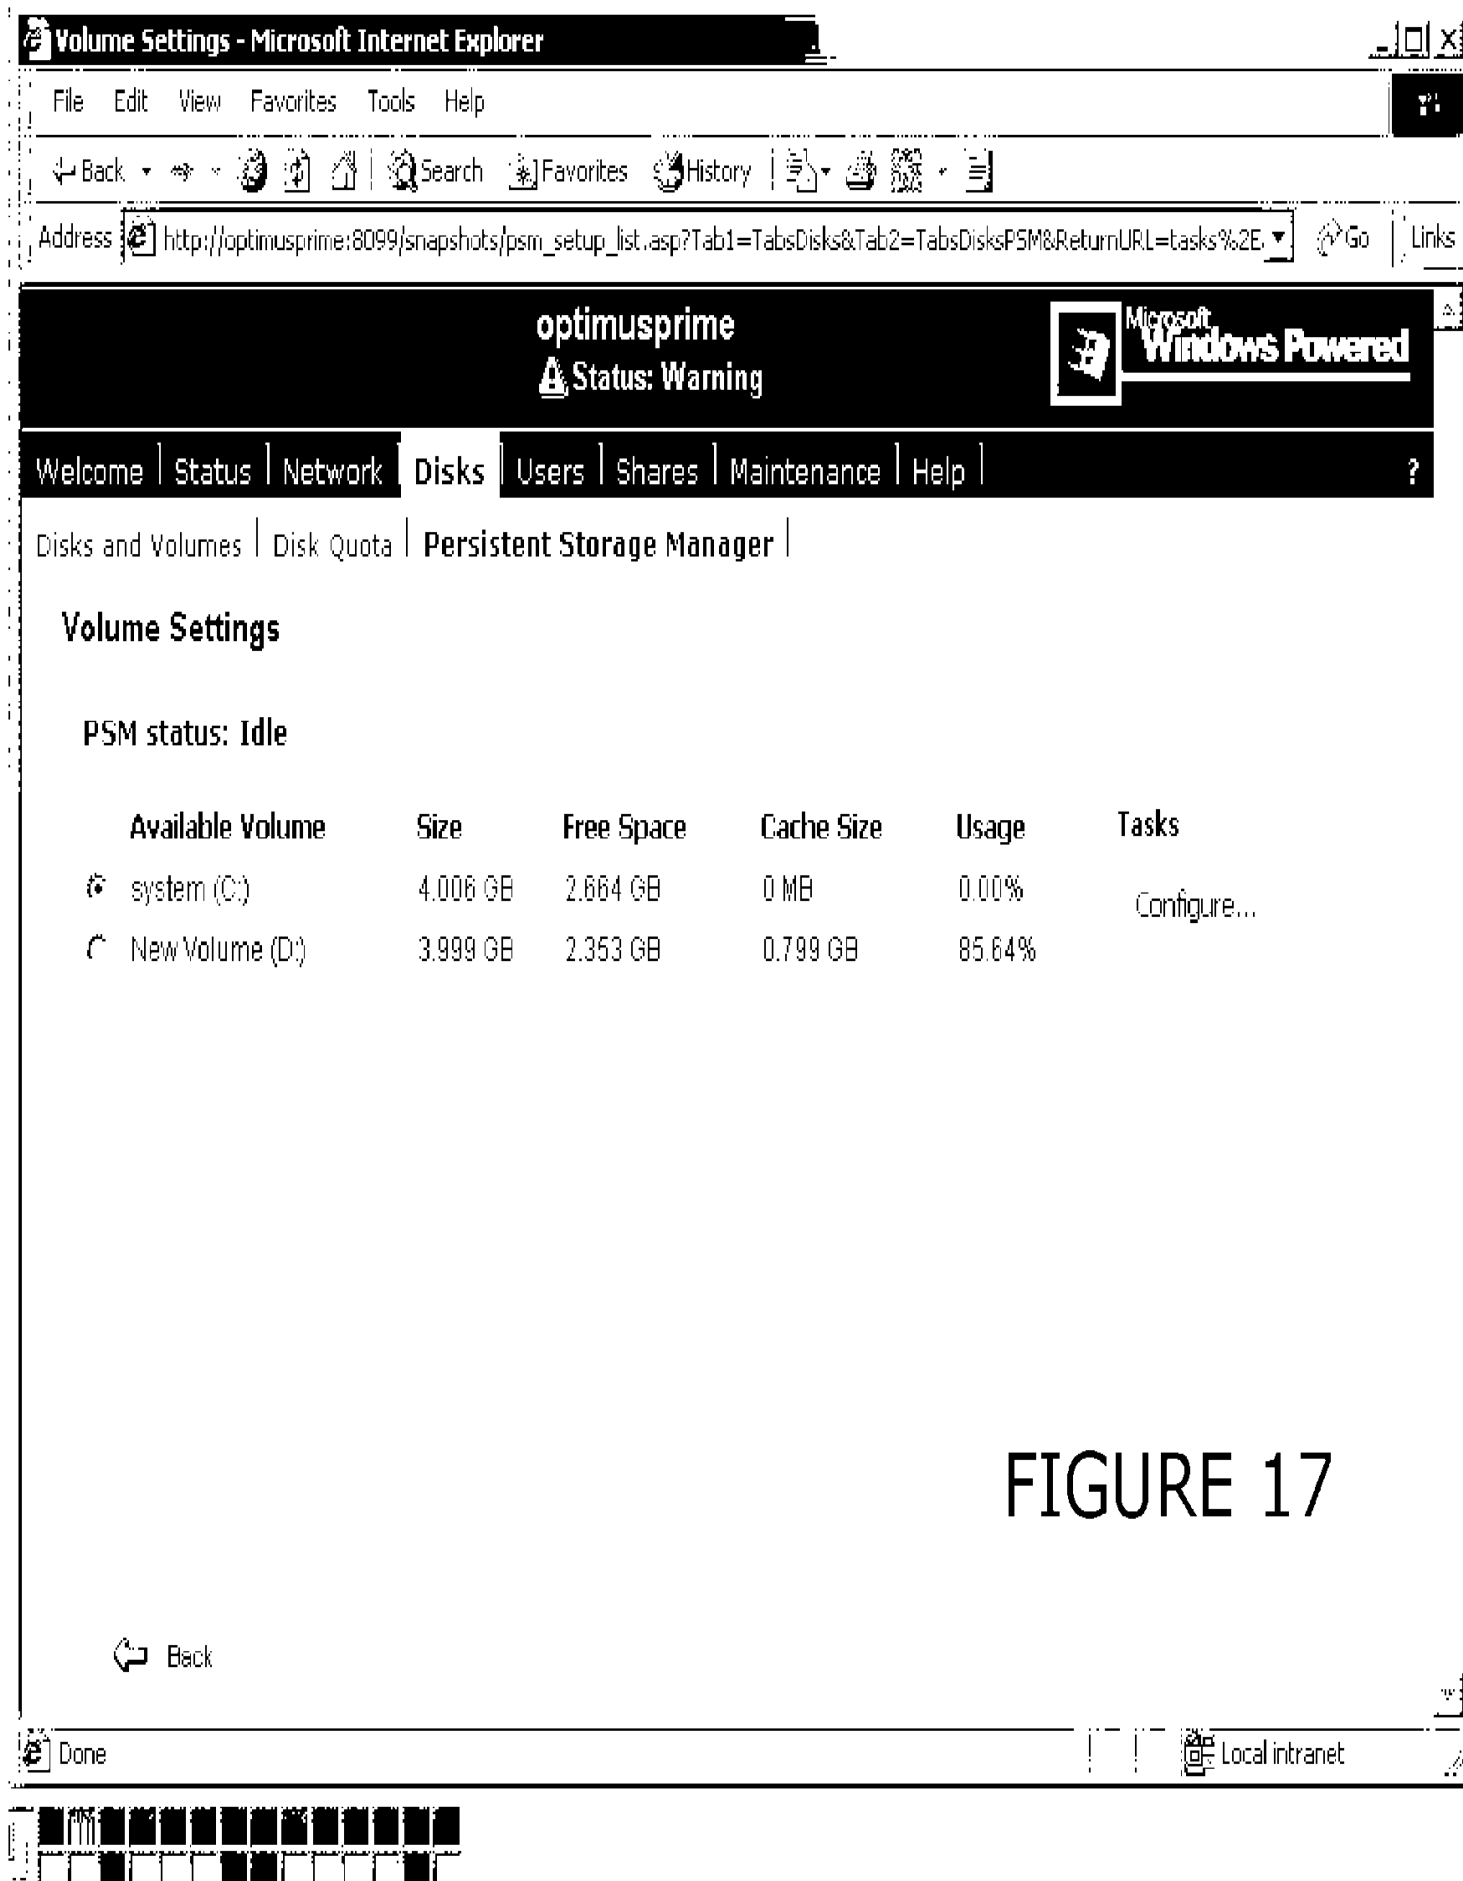 Volume Settings - Microsoft Internet Explorer
File Edit View Favorites Tools Help
Back Search Favorites History
Address http://optimusprime:8099/snapshots/psm_setup_list.asp?Tab1=TabsDisks&Tab2=TabsDisksPSM&ReturnURL=tasks%2E Go Links
optimusprime
Status: Warning
Microsoft
Windows Powered
Welcome | Status | Network | Disks | Users | Shares | Maintenance | Help | ?
Disks and Volumes | Disk Quota | Persistent Storage Manager |
Volume Settings
PSM status: Idle
Available Volume Size Free Space Cache Size Usage Tasks
system (C:) 4.006 GB 2.664 GB 0 MB 0.00%
Configure...
New Volume (D:) 3.999 GB 2.353 GB 0.799 GB 85.64%
FIGURE 17
Back
Done Local intranet